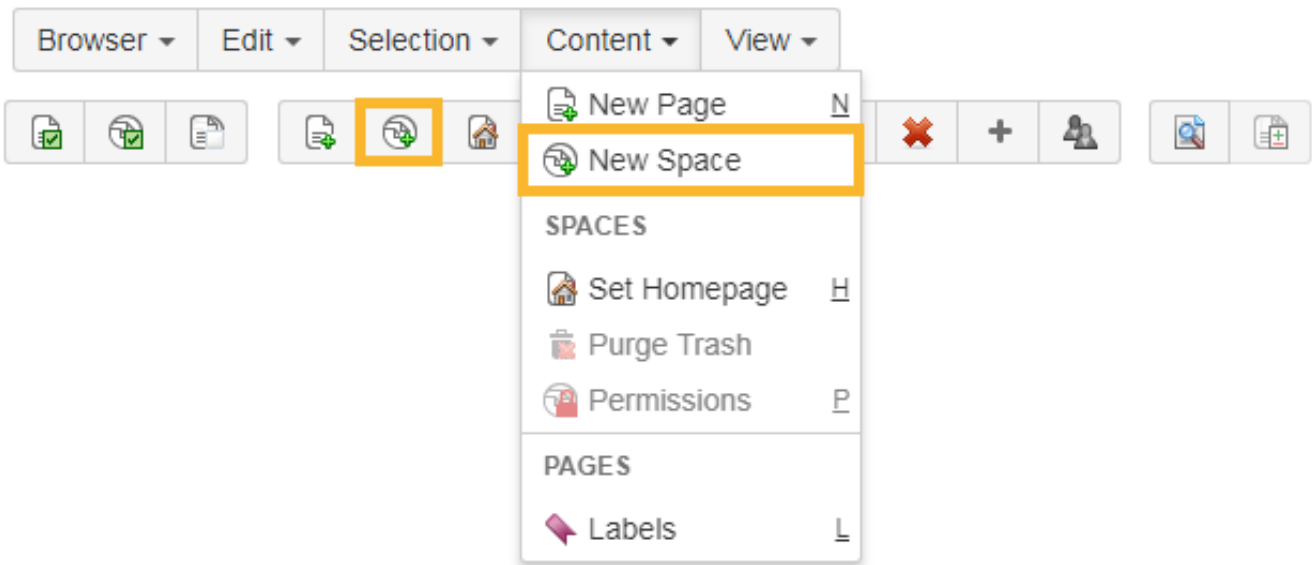 Browser Edit Selection Content View
New Page N
New Space
SPACES
Set Homepage H
Purge Trash
Permissions P
PAGES
Labels L